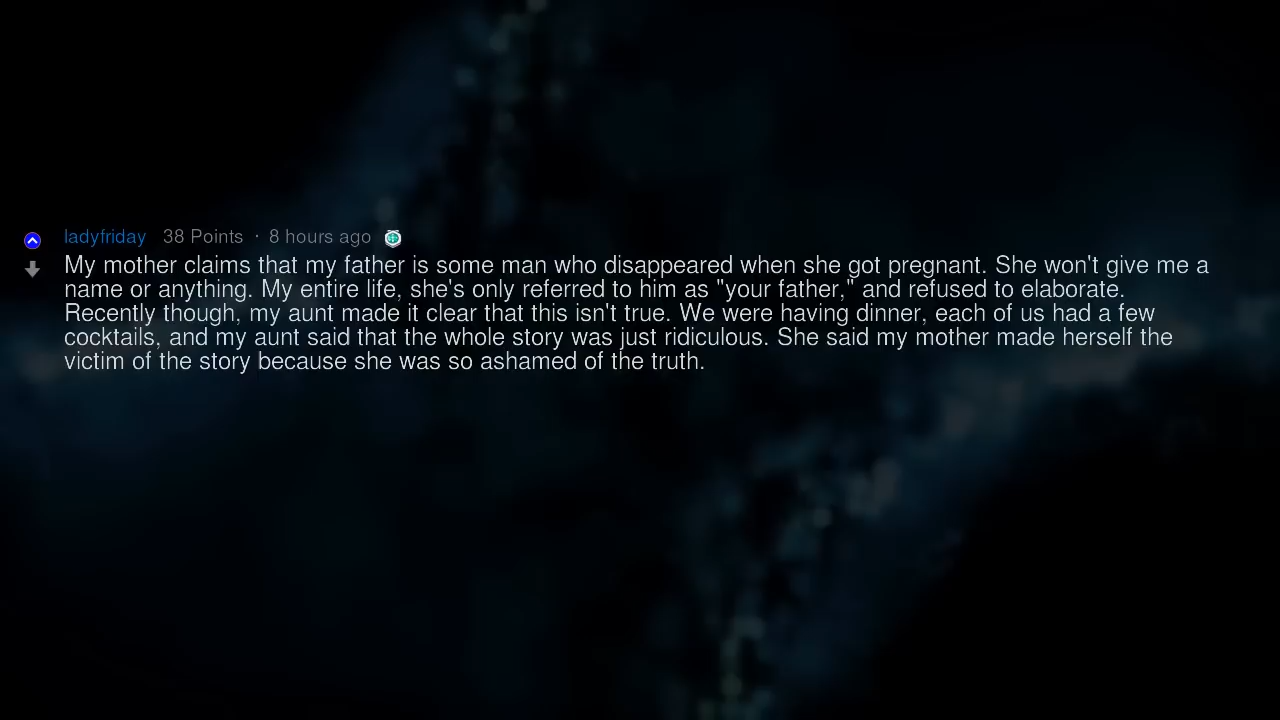 ladyfriday 38 Points · 8 hours ago
My mother claims that my father is some man who disappeared when she got pregnant. She won't give me a
name or anything. My entire life, she's only referred to him as "your father," and refused to elaborate.
Recently though, my aunt made it clear that this isn't true. We were having dinner, each of us had a few
cocktails, and my aunt said that the whole story was just ridiculous. She said my mother made herself the
victim of the story because she was so ashamed of the truth.